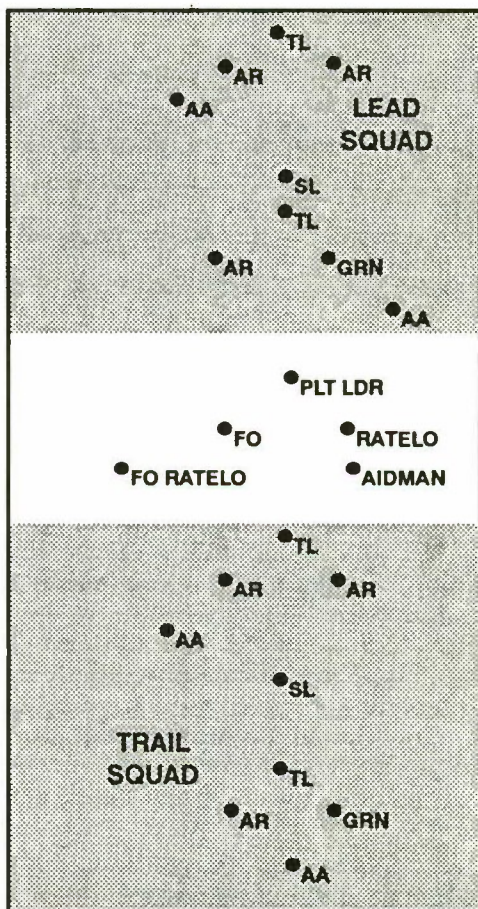 TL
AR
AR
AA
LEAD
SQUAD
SL
TL
AR
GRN
AA
PLT LDR
FO
RATELO
FO RATELO
AIDMAN
TL
AR
AR
AA
SL
TRAIL
SQUAD
TL
AR
GRN
AA